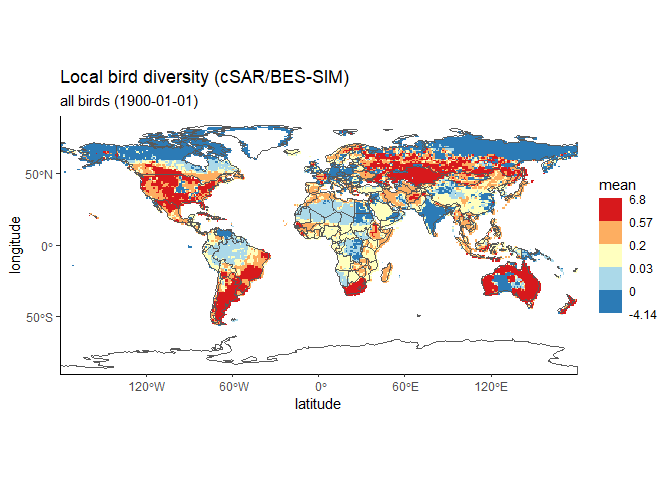 Local bird diversity (cSAR/BES-SIM)
all birds (1900-01-01)
50°N
0°
50°S
longitude
120°W
60°W
0°
60°E
120°E
latitude
mean
6.8
0.57
0.2
0.03
0
-4.14